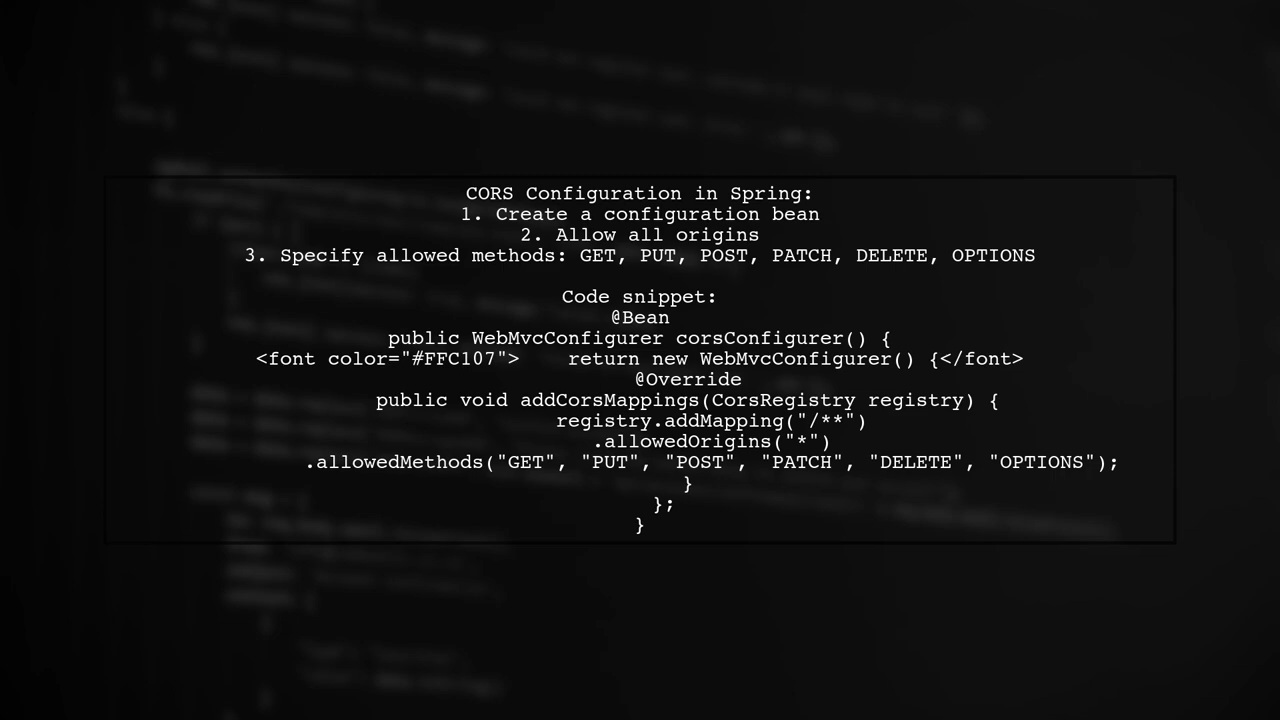 CORS Configuration in Spring:
1. Create a configuration bean
2. Allow all origins
3. Specify allowed methods: GET, PUT, POST, PATCH, DELETE, OPTIONS
Code snippet:
@Bean
public WebMvcConfigurer corsConfigurer() {
<font color="#FFC107">    return new WebMvcConfigurer() {</font>
@Override
public void addCorsMappings(CorsRegistry registry) {
registry.addMapping("/**")
.allowedOrigins("*")
.allowedMethods("GET", "PUT", "POST", "PATCH", "DELETE", "OPTIONS");
}
};
}